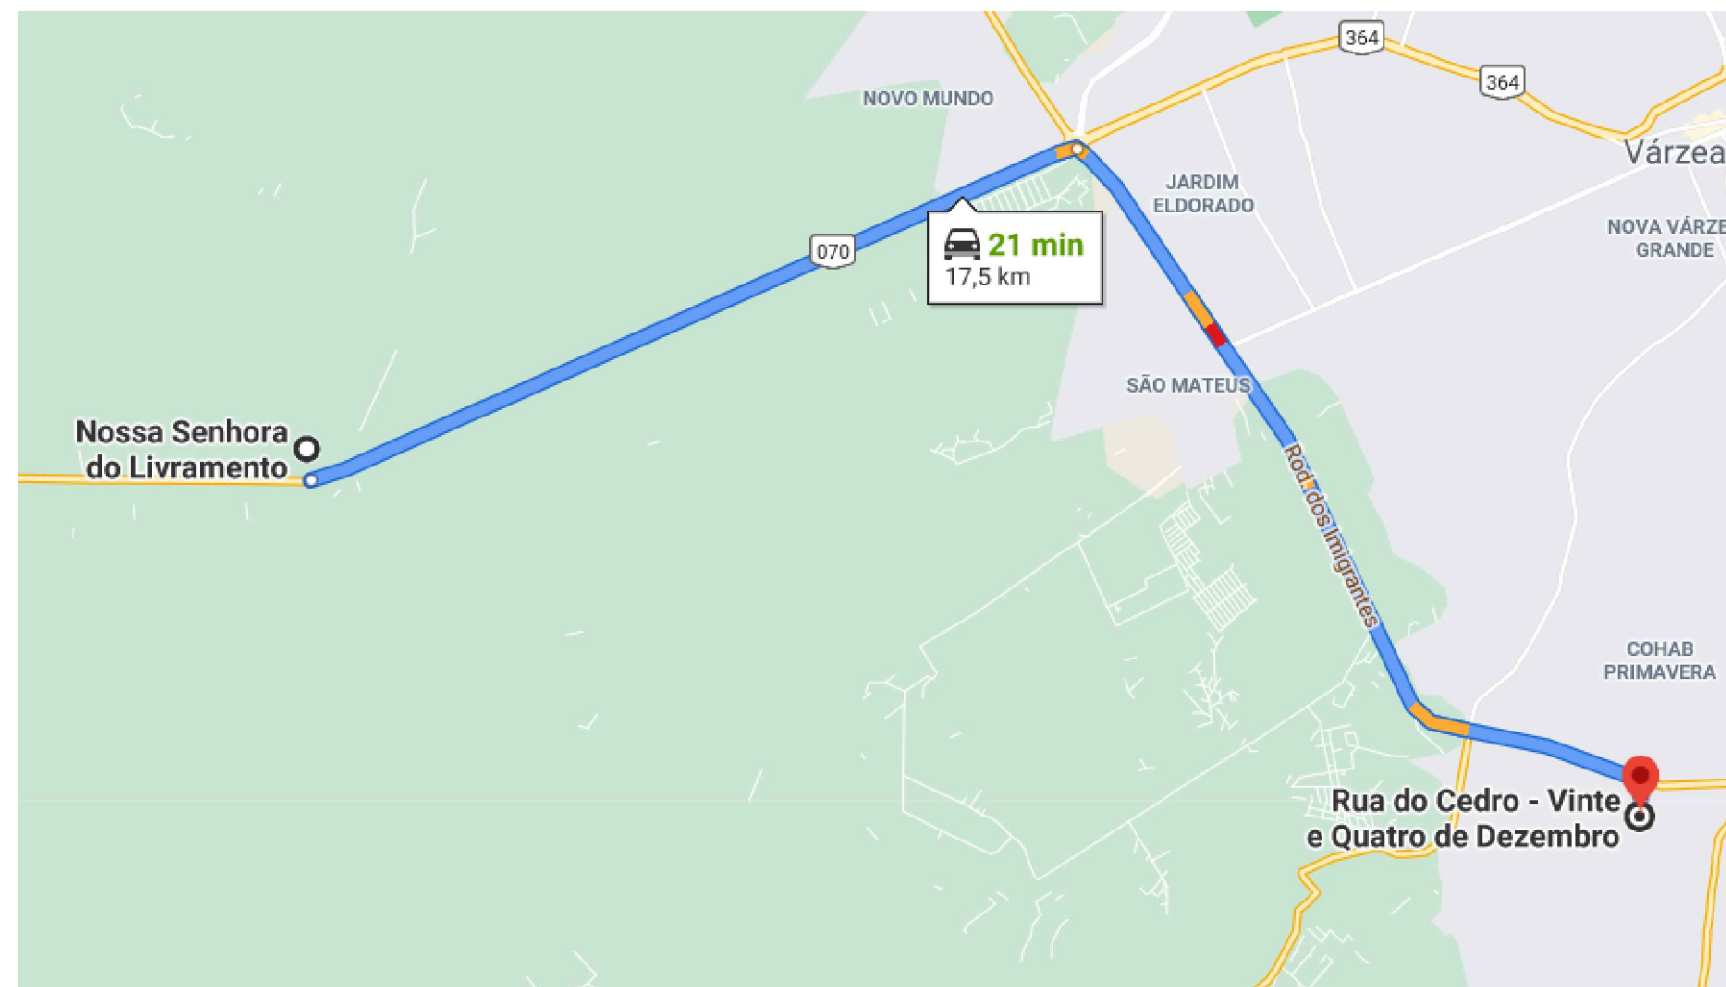 364
364
NOVO MUNDO
Várzea
JARDIM
ELDORADO
NOVA VÁRZE
GRANDE
070
21 min
17,5 km
SÃO MATEUS
Nossa Senhora
do Livramento
Rod. dos Imigrantes
COHAB
PRIMAVERA
Rua do Cedro - Vinte
e Quatro de Dezembro